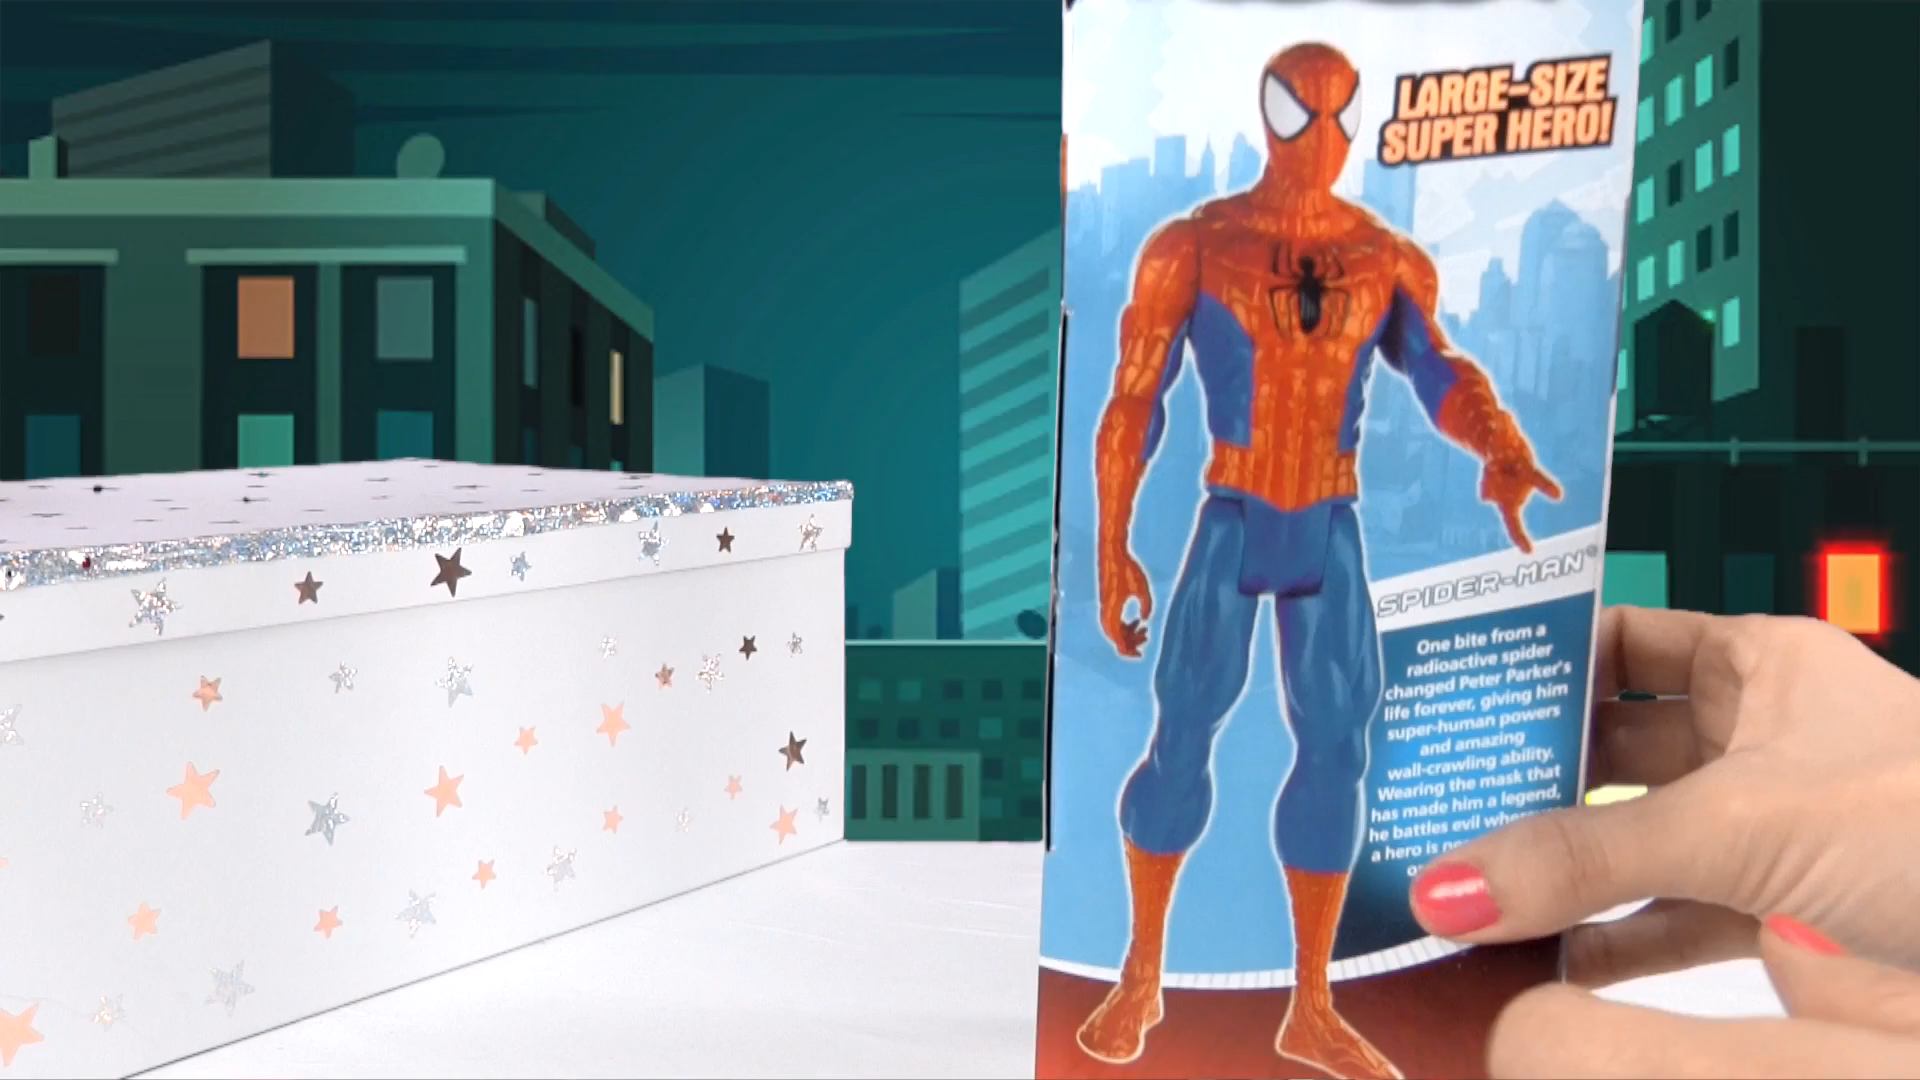 LARGE-SIZE
SUPER HERO!
SPIDER-MAN®
One bite from a
radioactive spider
changed Peter Parker's
life forever, giving him
super-human powers
and amazing
wall-crawling ability.
Wearing the mask that
has made him a legend,
he battles evil
a hero is